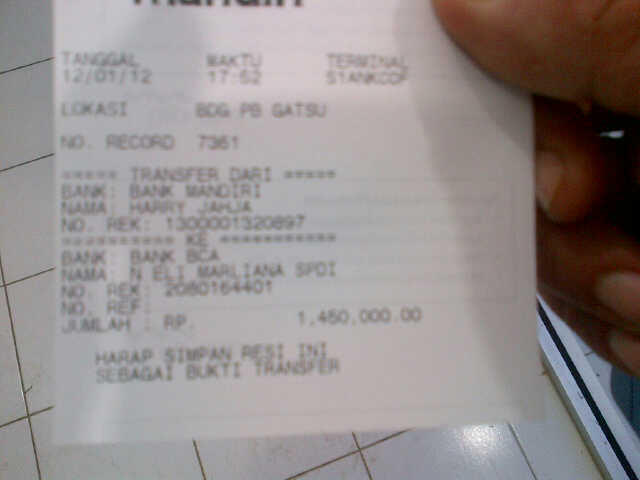 mandiri
TANGGAL WAKTU TERMINAL
12/01/12 17:52 S1ANKCOF
LOKASI BDG PB GATSU
NO. RECORD 7361
===== TRANSFER DARI =====
BANK: BANK MANDIRI
NAMA: HARRY JAHJA
NO. REK: 1300001320897
========== KE ===========
BANK: BANK BCA
NAMA: N ELI MARLIANA SPDI
NO. REK: 2080164401
NO. REF:
JUMLAH : RP. 1,450,000.00
HARAP SIMPAN RESI INI
SEBAGAI BUKTI TRANSFER